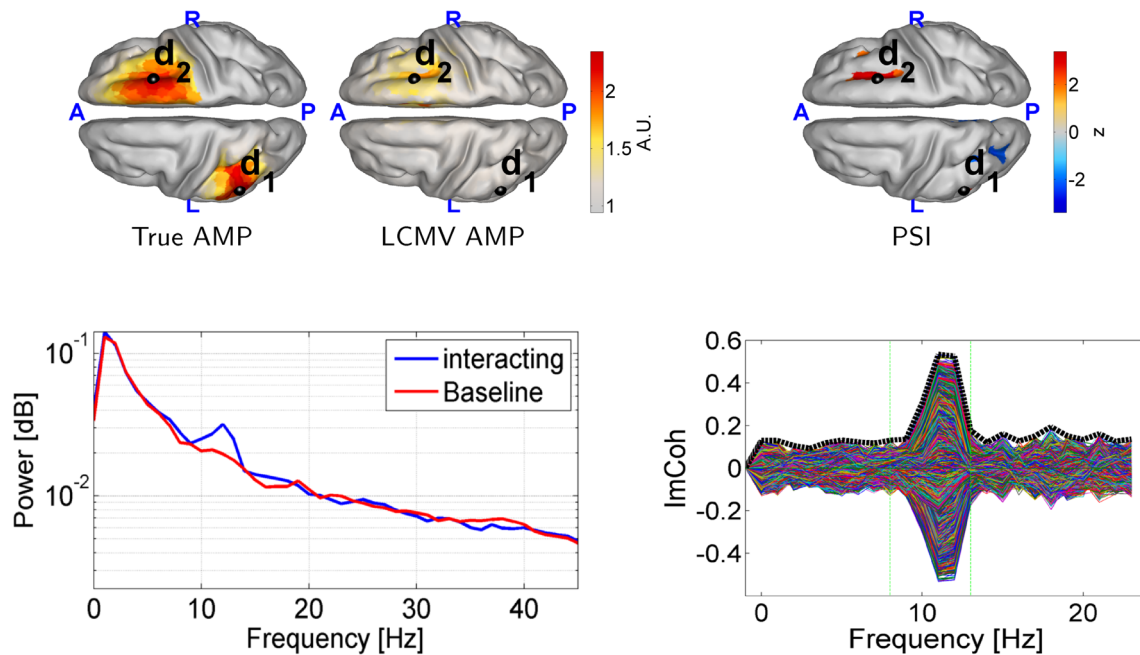 R
d2
d2
2
1.5
1
A.U.
A
P
d1
d1
L
L
True AMP
LCMV AMP
R
d2
2
0
-2
z
A
P
d1
L
PSI
10^-1
10^-2
Power [dB]
interacting
Baseline
0 10 20 30 40
Frequency [Hz]
0.6
0.4
0.2
0
-0.2
-0.4
ImCoh
0 10 20
Frequency [Hz]